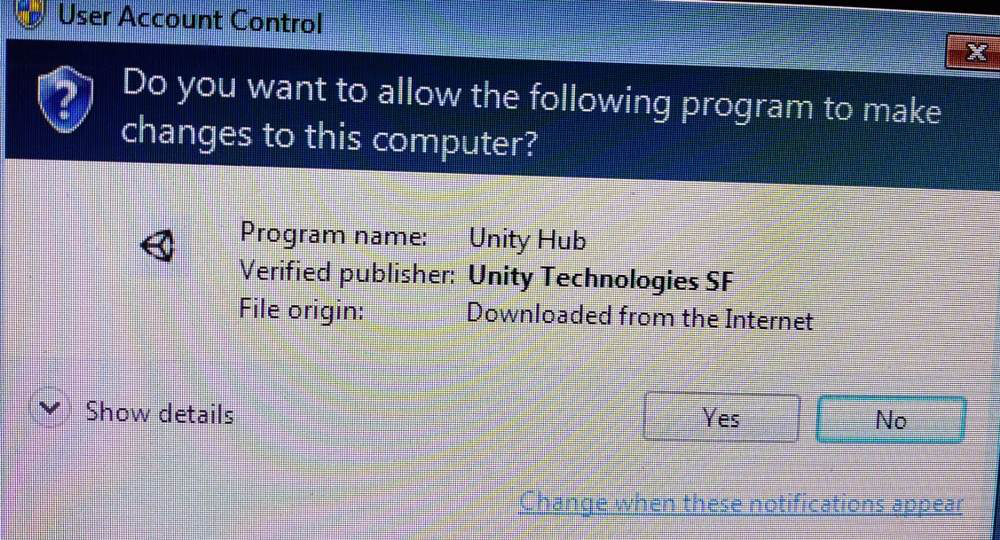 User Account Control
Do you want to allow the following program to make
changes to this computer?
Program name: Unity Hub
Verified publisher: Unity Technologies SF
File origin: Downloaded from the Internet
Show details
Yes
No
Change when these notifications appear